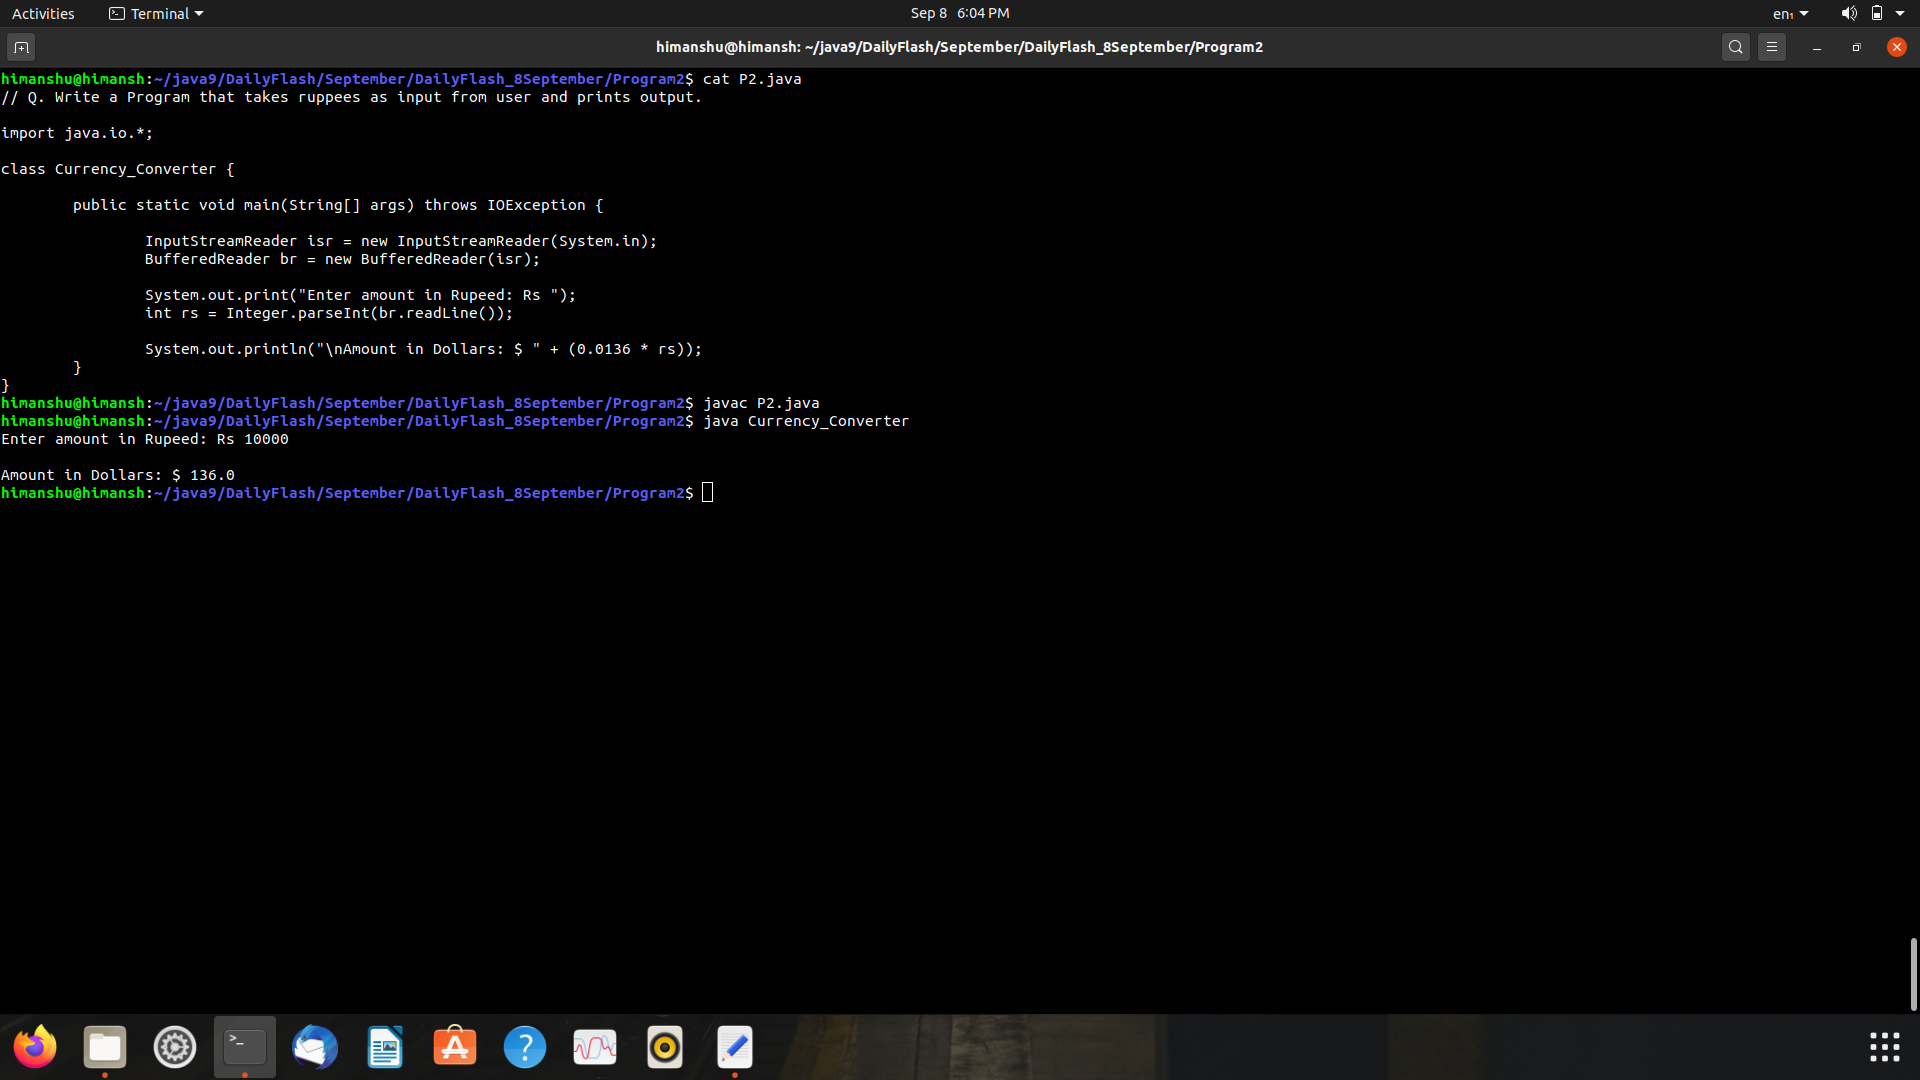 Activities Terminal Sep 8 6:04 PM en₁
himanshu@himansh: ~/java9/DailyFlash/September/DailyFlash_8September/Program2
himanshu@himansh:~/java9/DailyFlash/September/DailyFlash_8September/Program2$ cat P2.java
// Q. Write a Program that takes ruppees as input from user and prints output.
import java.io.*;
class Currency_Converter {
public static void main(String[] args) throws IOException {
InputStreamReader isr = new InputStreamReader(System.in);
BufferedReader br = new BufferedReader(isr);
System.out.print("Enter amount in Rupeed: Rs ");
int rs = Integer.parseInt(br.readLine());
System.out.println("\nAmount in Dollars: $ " + (0.0136 * rs));
}
}
himanshu@himansh:~/java9/DailyFlash/September/DailyFlash_8September/Program2$ javac P2.java
himanshu@himansh:~/java9/DailyFlash/September/DailyFlash_8September/Program2$ java Currency_Converter
Enter amount in Rupeed: Rs 10000
Amount in Dollars: $ 136.0
himanshu@himansh:~/java9/DailyFlash/September/DailyFlash_8September/Program2$